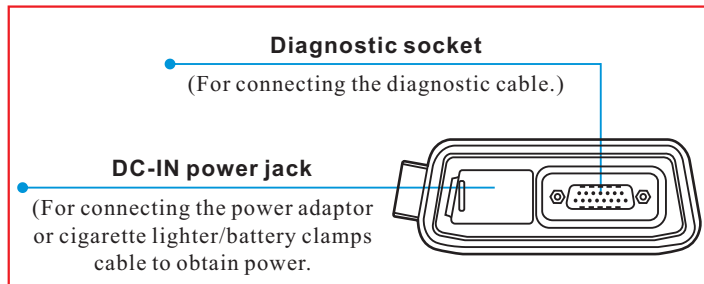 Diagnostic socket
(For connecting the diagnostic cable.)
DC-IN power jack
(For connecting the power adaptor
or cigarette lighter/battery clamps
cable to obtain power.